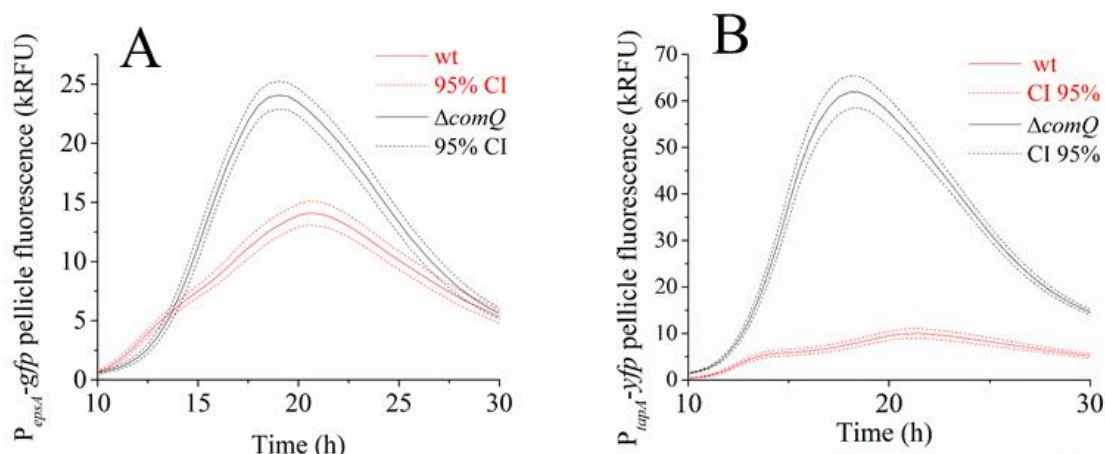 A
P_epsA-gfp pellicle fluorescence (kRFU)
25
20
15
10
5
0
wt
95% CI
ΔcomQ
95% CI
10 15 20 25 30
Time (h)
B
P_tapA-yfp pellicle fluorescence (kRFU)
70
60
50
40
30
20
10
0
wt
CI 95%
ΔcomQ
CI 95%
10 20 30
Time (h)